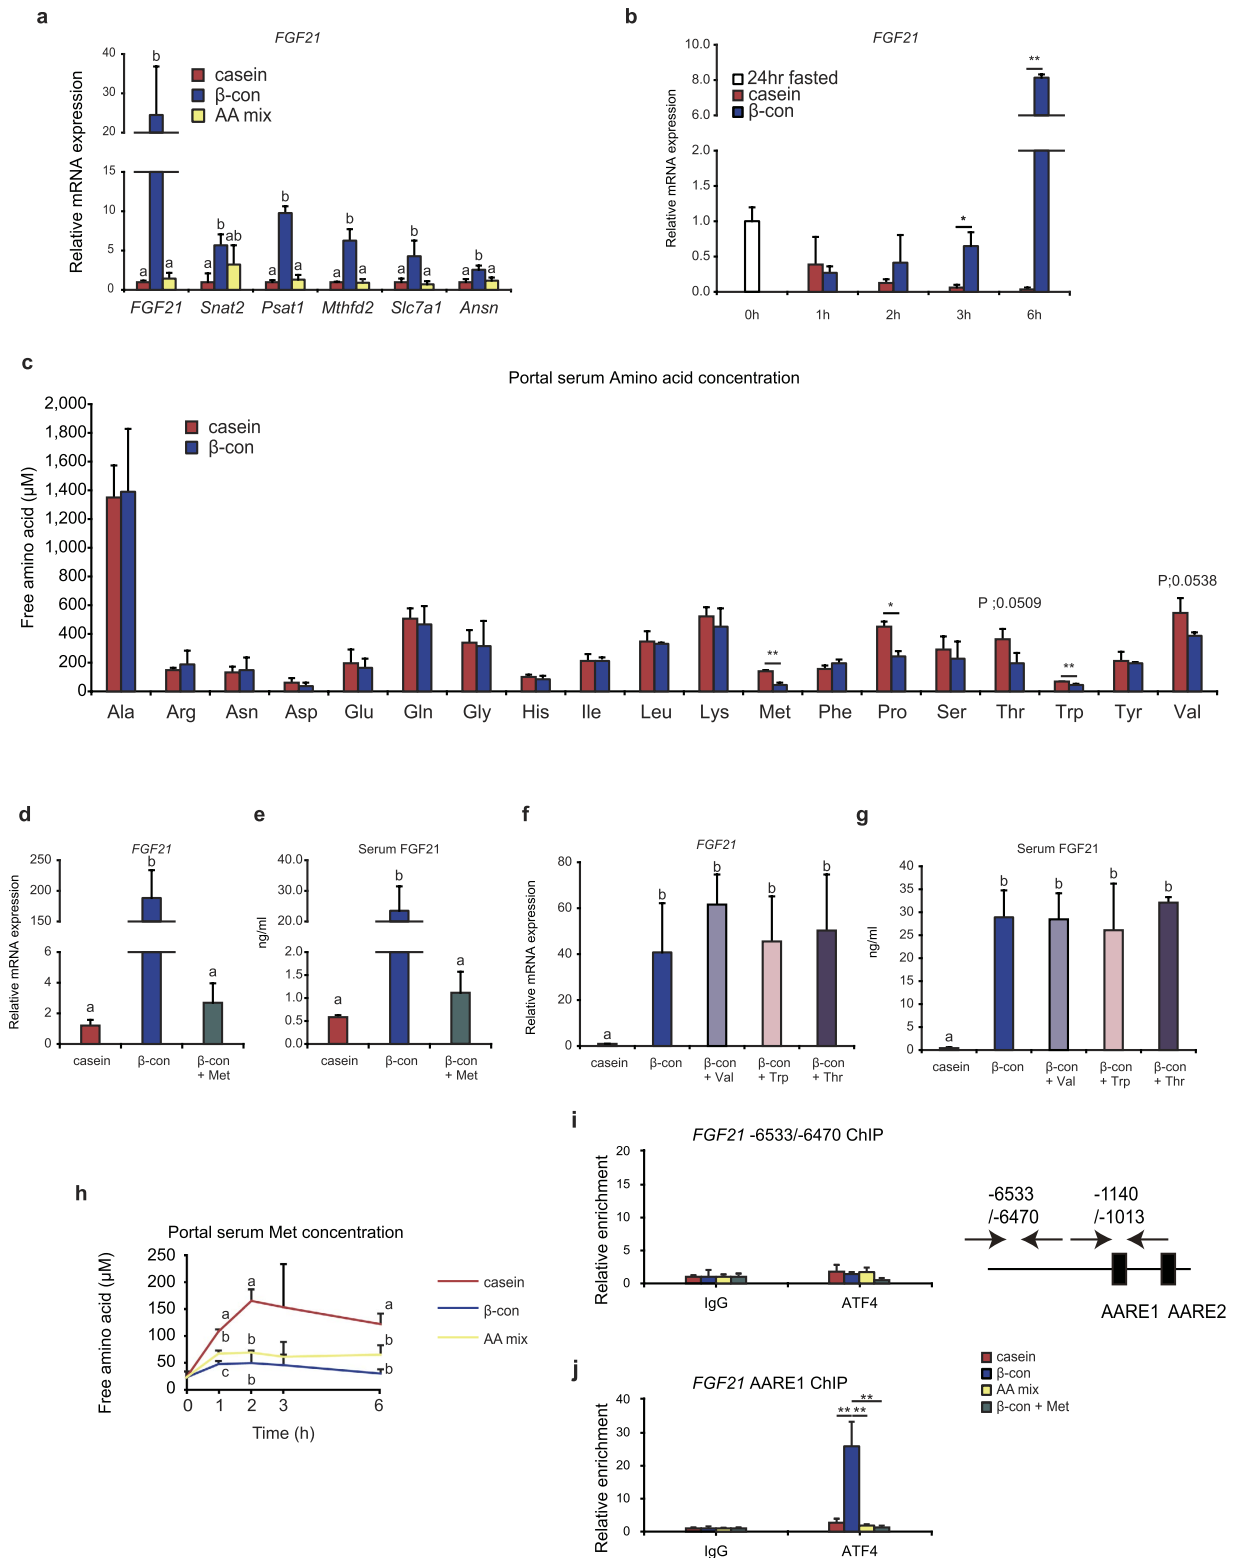 a
FGF21
Relative mRNA expression
40
30
20
15
10
5
0
casein
β-con
AA mix
b
a a
a b ab
a b a
a b a
a b a
a b a
FGF21 Snat2 Psat1 Mthfd2 Slc7a1 Ansn
b
FGF21
Relative mRNA expression
10.0
8.0
6.0
2.0
1.5
1.0
0.5
0.0
24hr fasted
casein
β-con
*
**
0h 1h 2h 3h 6h
c
Portal serum Amino acid concentration
Free amino acid (μM)
2,000
1,800
1,600
1,400
1,200
1,000
800
600
400
200
0
casein
β-con
**
*
P ;0.0509
**
P;0.0538
Ala Arg Asn Asp Glu Gln Gly His Ile Leu Lys Met Phe Pro Ser Thr Trp Tyr Val
d
FGF21
Relative mRNA expression
250
200
150
6
4
2
0
a b a
casein β-con β-con
+ Met
e
Serum FGF21
ng/ml
40.0
30.0
20.0
2.0
1.5
1.0
0.5
0.0
a b a
casein β-con β-con
+ Met
f
FGF21
Relative mRNA expression
80
60
40
20
0
a b b b b
casein β-con β-con β-con β-con
+ Val + Trp + Thr
g
Serum FGF21
ng/ml
40
35
30
25
20
15
10
5
0
a b b b b
casein β-con β-con β-con β-con
+ Val + Trp + Thr
h
Portal serum Met concentration
Free amino acid (μM)
250
200
150
100
50
0
a a a
b b b
c b b
0 1 2 3 6
Time (h)
casein
β-con
AA mix
i
FGF21 -6533/-6470 ChIP
Relative enrichment
20
15
10
5
0
IgG ATF4
-6533 -1140
/-6470 /-1013
AARE1 AARE2
j
FGF21 AARE1 ChIP
Relative enrichment
40
30
20
10
0
**
** **
IgG ATF4
casein
β-con
AA mix
β-con + Met